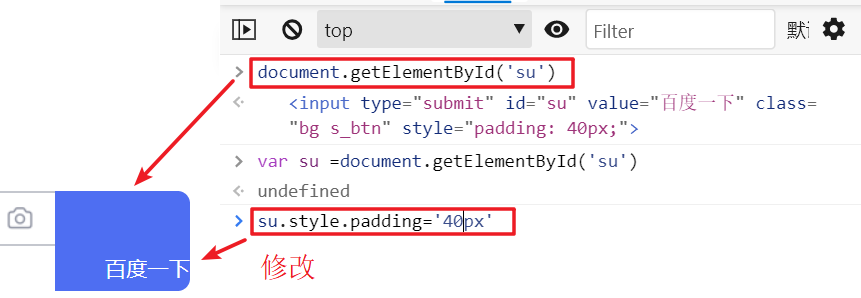 top
Filter
默认
document.getElementById('su')
<input type="submit" id="su" value="百度一下" class=
"bg s_btn" style="padding: 40px;">
var su =document.getElementById('su')
undefined
su.style.padding='40px'
百度一下
修改